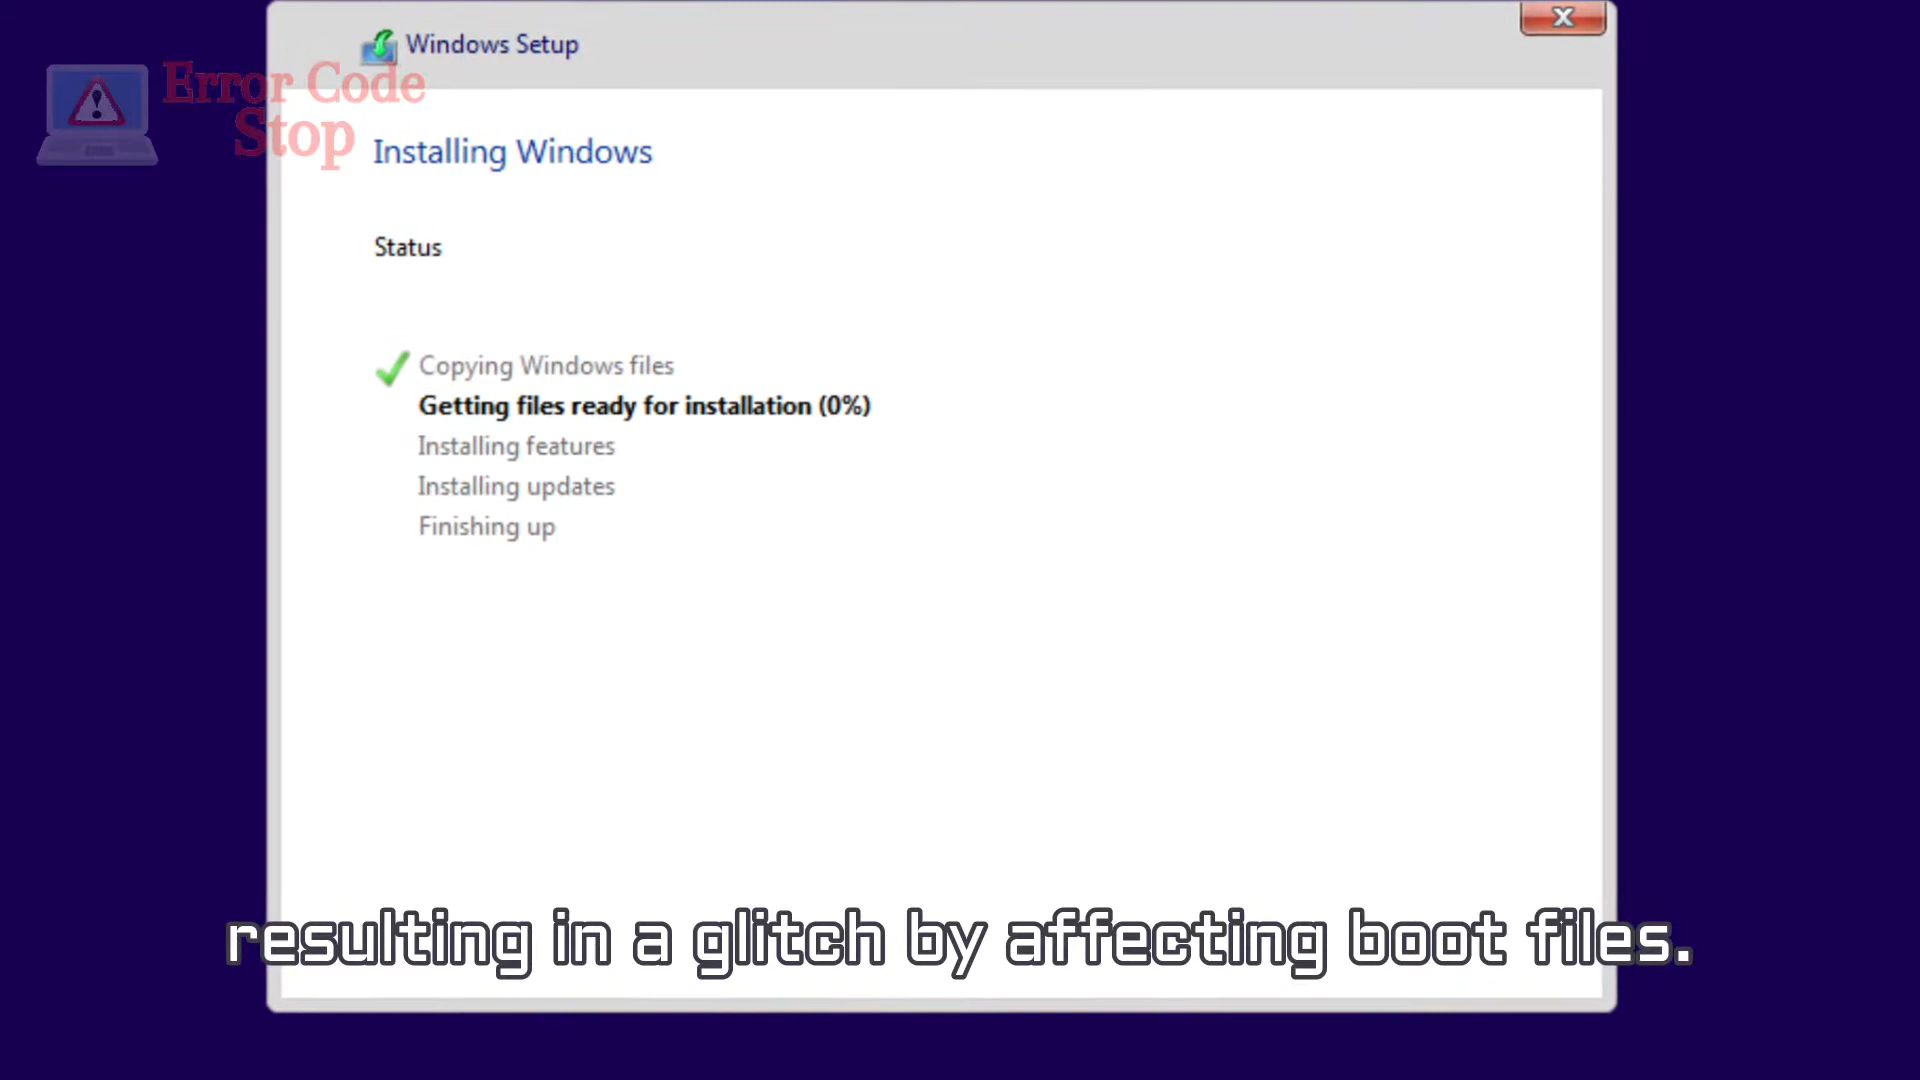 Windows Setup
Error Code
Stop
Installing Windows
Status
Copying Windows files
Getting files ready for installation (0%)
Installing features
Installing updates
Finishing up
resulting in a glitch by affecting boot files.